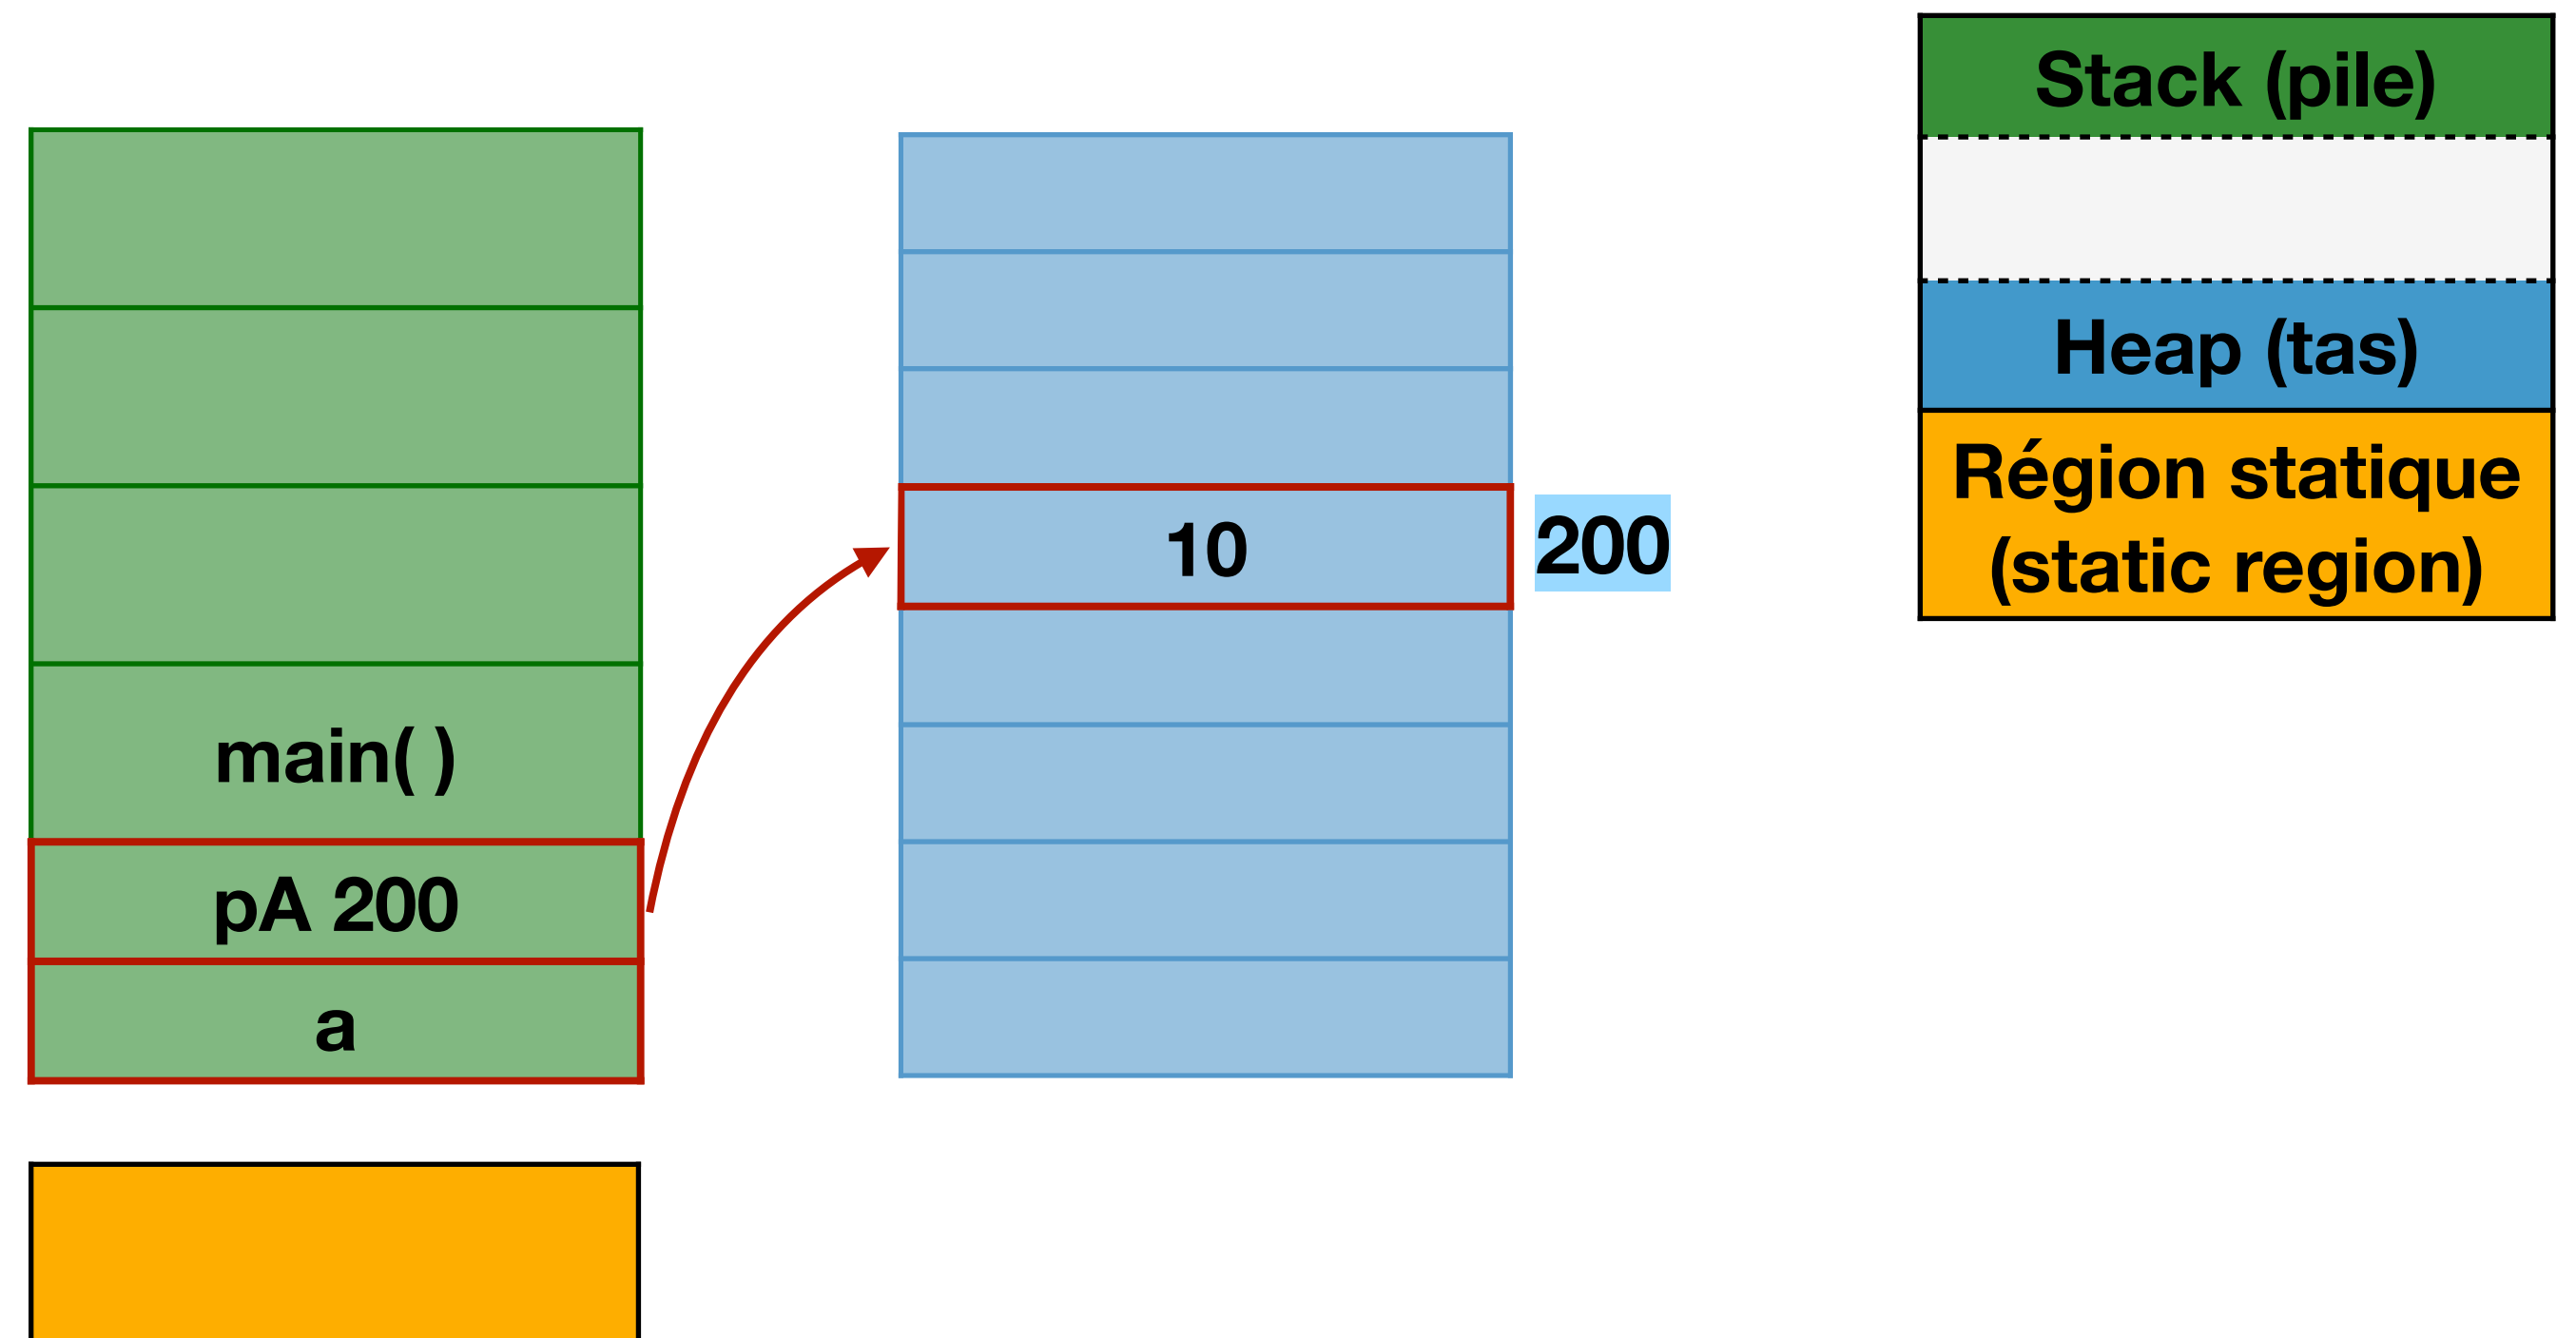 main( )
pA 200
a
10
200
Stack (pile)
Heap (tas)
Région statique
(static region)